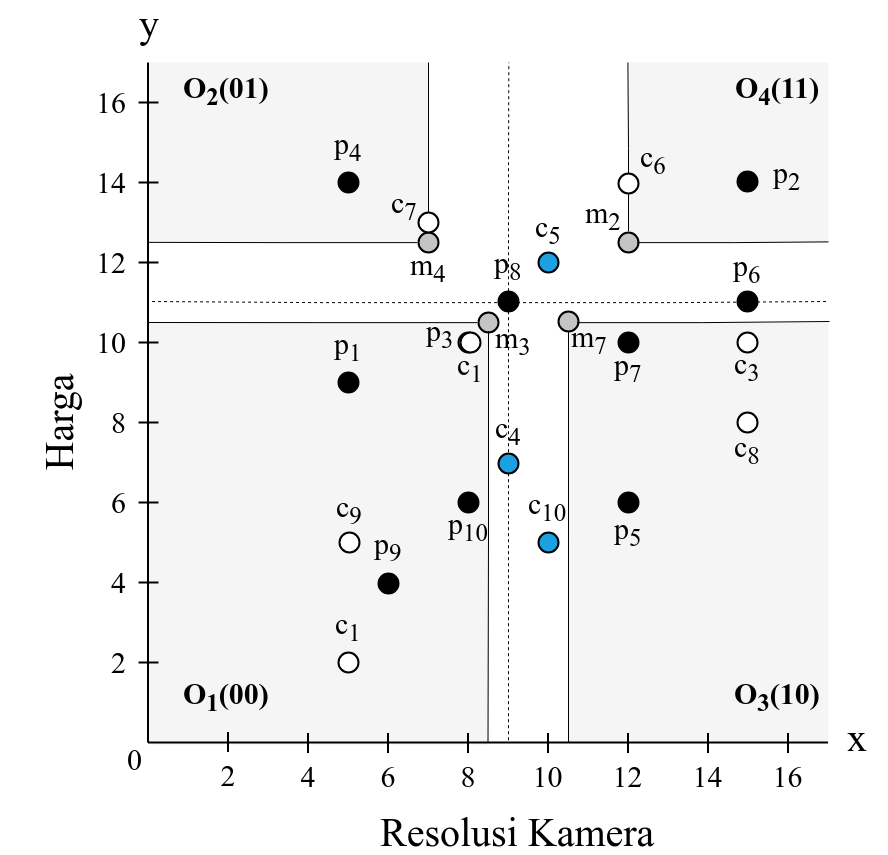 y
O₂(01)
O₄(11)
16
p₄
c₆
14
p₂
c₇
m₂
c₅
12
m₄
p₈
p₆
10
p₃
m₃
m₇
p₁
c₁
p₇
c₃
8
c₄
c₈
6
c₉
c₁₀
p₁₀
p₅
p₉
4
c₁
2
O₁(00)
O₃(10)
0
x
2 4 6 8 10 12 14 16
Harga
Resolusi Kamera